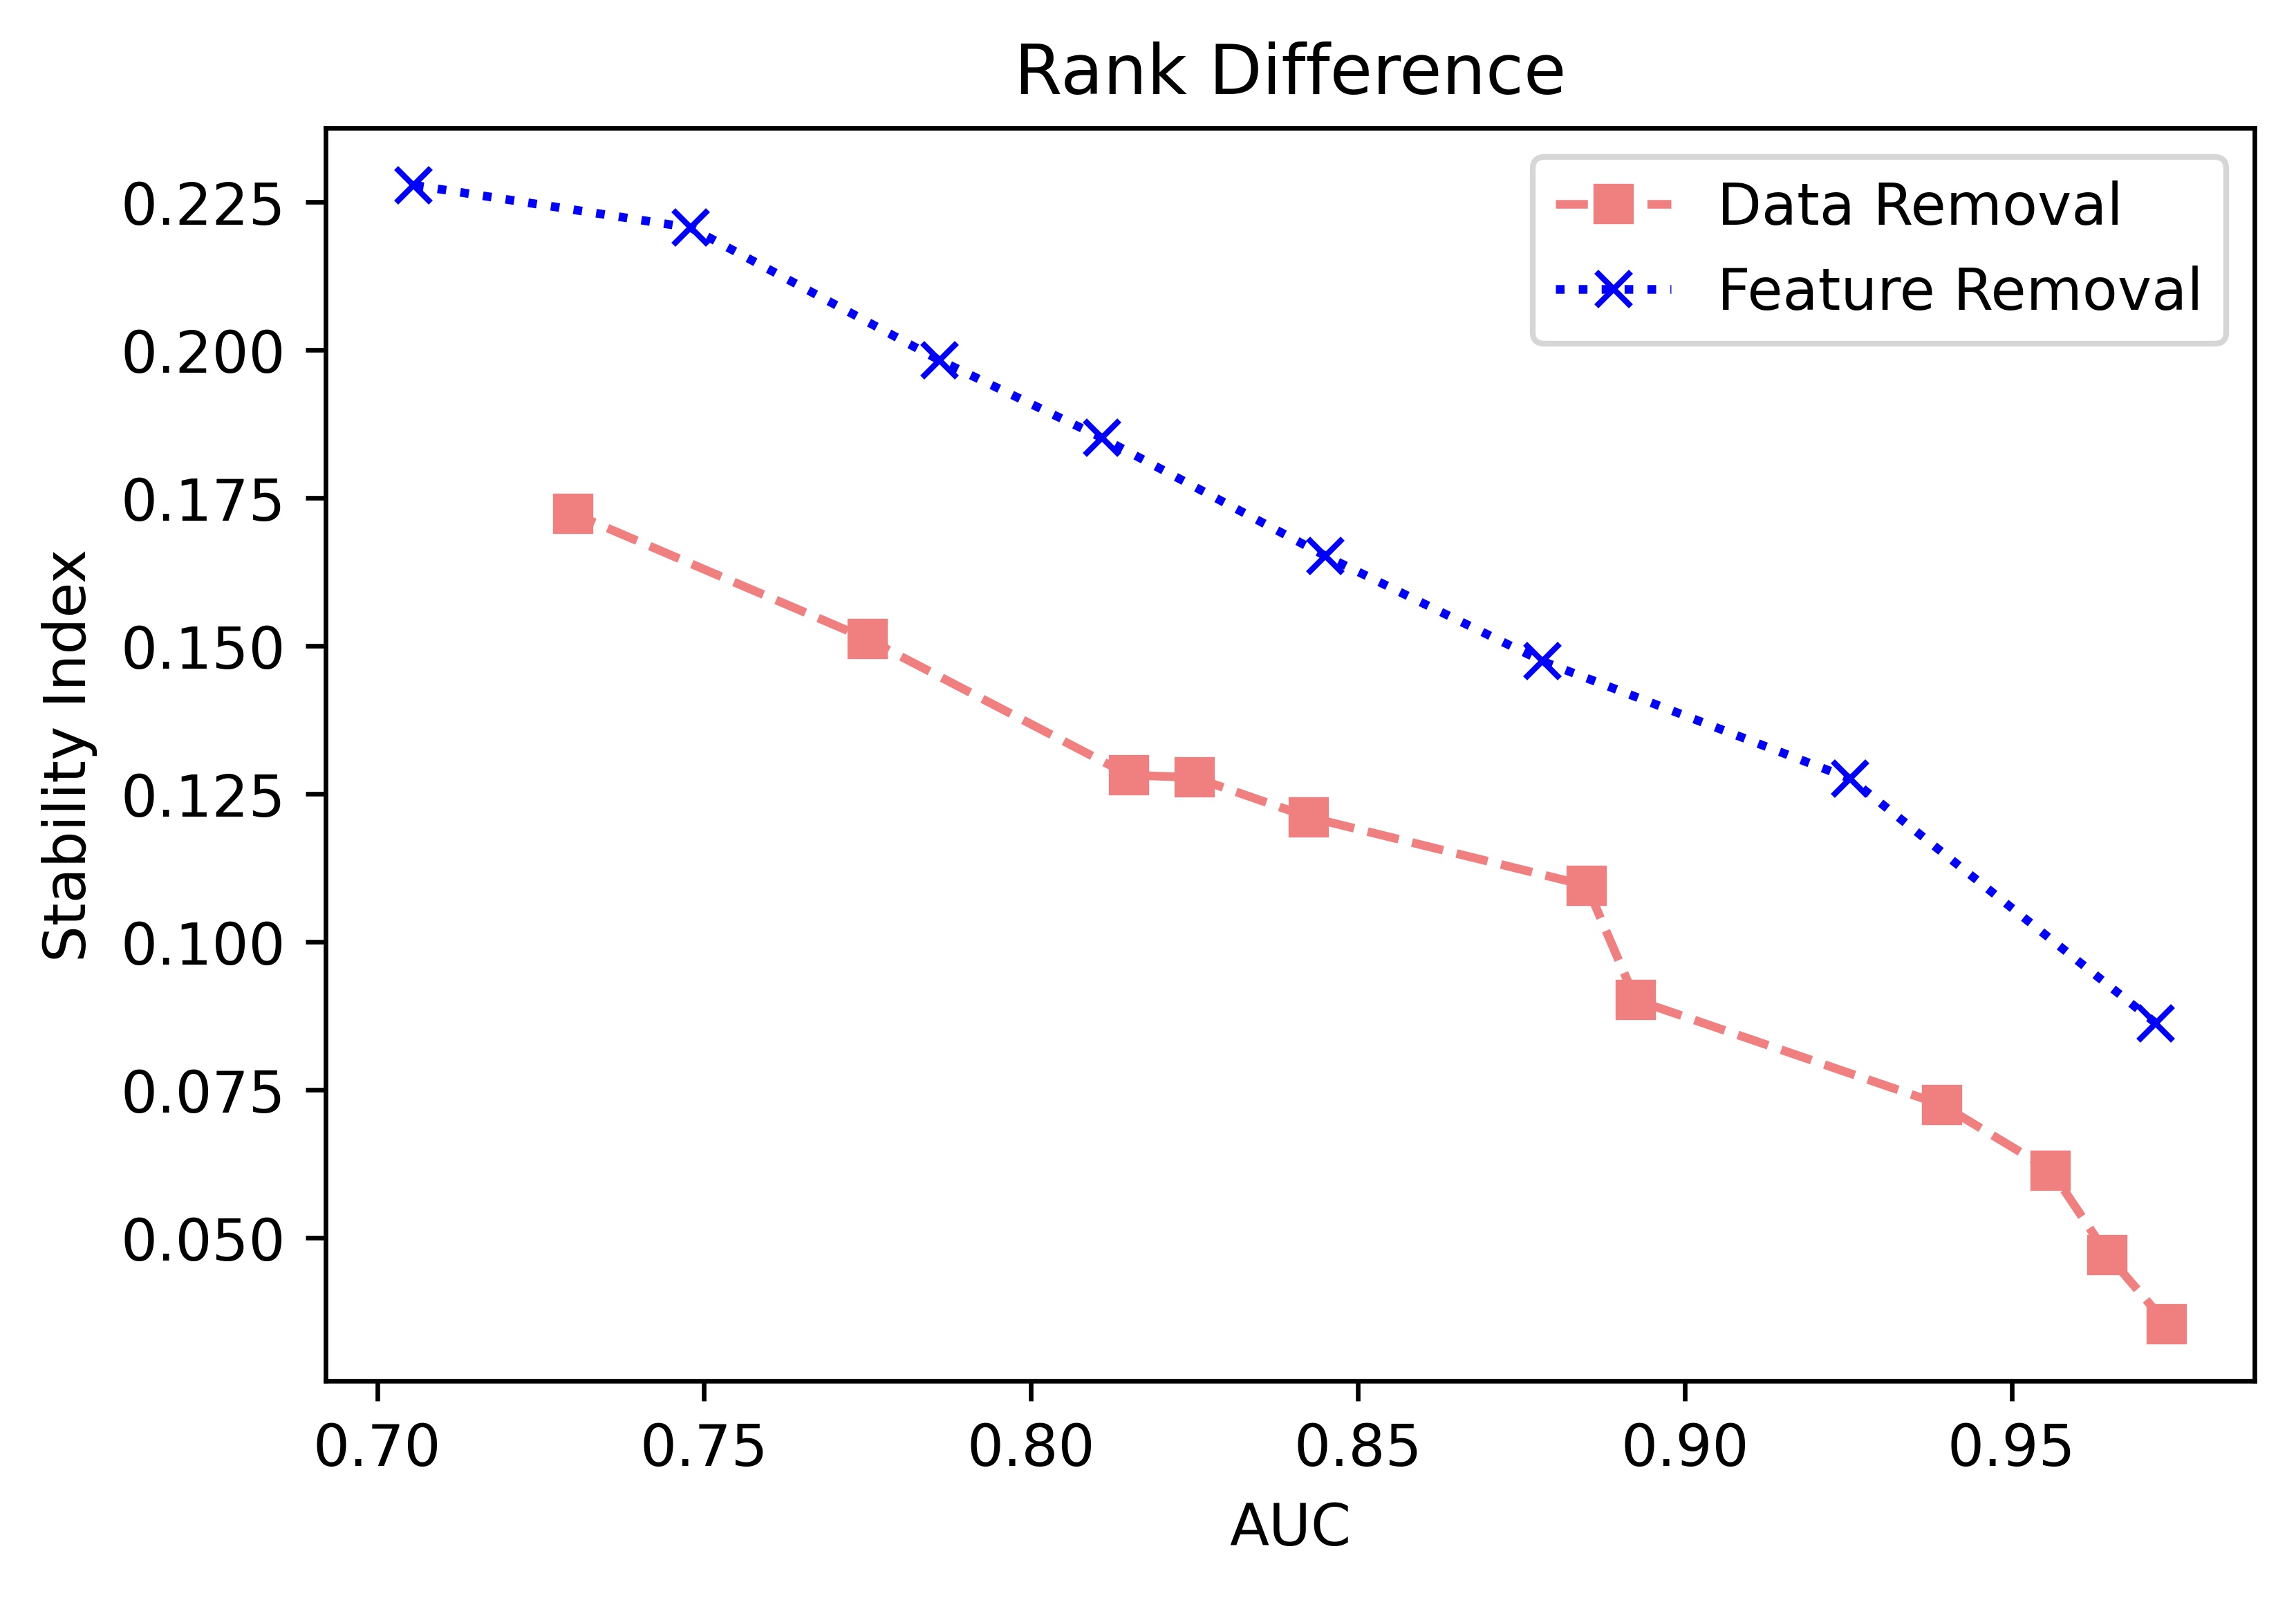 Rank Difference
Data Removal
Feature Removal
0.225
0.200
0.175
0.150
0.125
0.100
0.075
0.050
Stability Index
0.70 0.75 0.80 0.85 0.90 0.95
AUC